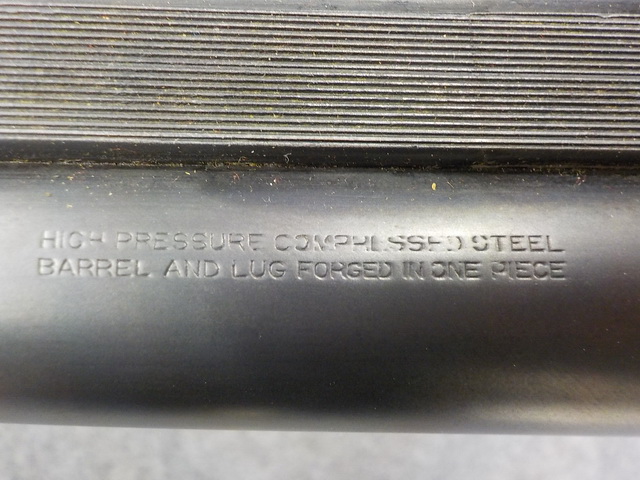 HIGH PRESSURE COMPRESSED STEEL
BARREL AND LUG FORGED IN ONE PIECE